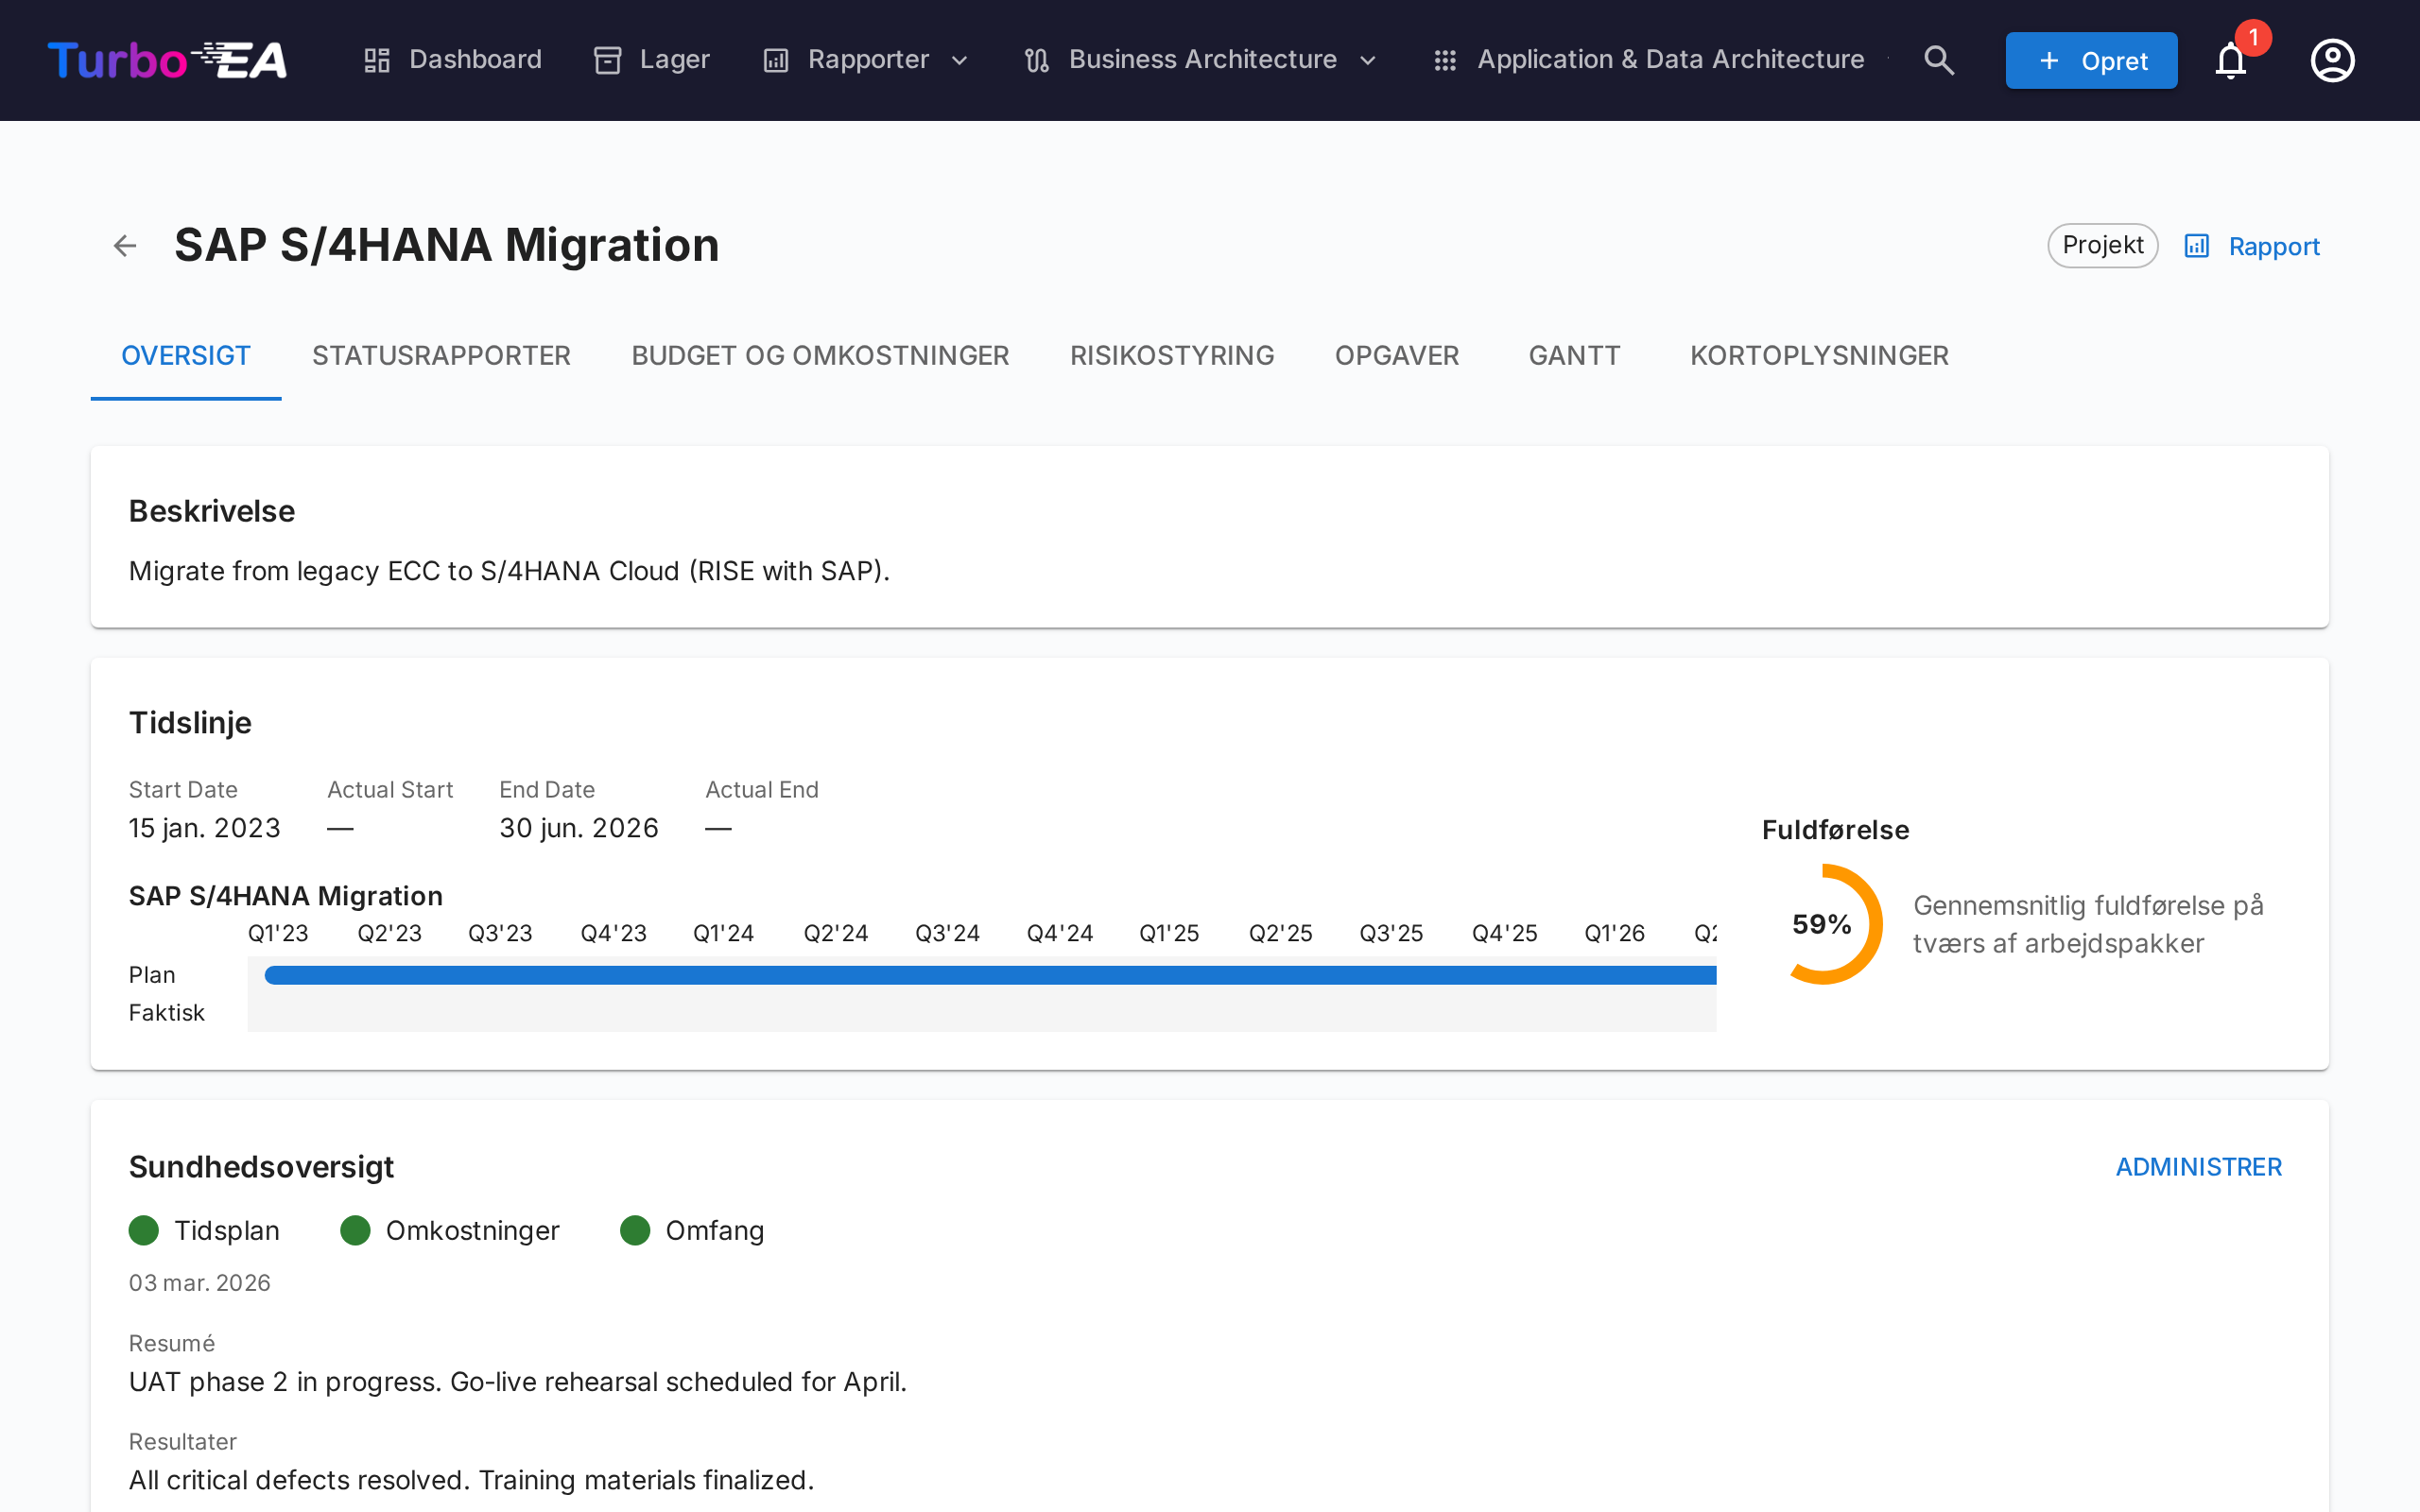 Turbo EA
Dashboard
Lager
Rapporter
Business Architecture
Application & Data Architecture
Opret
1
SAP S/4HANA Migration
Projekt
Rapport
OVERSIGT
STATUSRAPPORTER
BUDGET OG OMKOSTNINGER
RISIKOSTYRING
OPGAVER
GANTT
KORTOPLYSNINGER
Beskrivelse
Migrate from legacy ECC to S/4HANA Cloud (RISE with SAP).
Tidslinje
Start Date
15 jan. 2023
Actual Start
—
End Date
30 jun. 2026
Actual End
—
SAP S/4HANA Migration
Q1'23 Q2'23 Q3'23 Q4'23 Q1'24 Q2'24 Q3'24 Q4'24 Q1'25 Q2'25 Q3'25 Q4'25 Q1'26
Plan
Faktisk
Fuldførelse
59%
Gennemsnitlig fuldførelse på
tværs af arbejdspakker
Sundhedsoversigt
ADMINISTRER
Tidsplan
Omkostninger
Omfang
03 mar. 2026
Resumé
UAT phase 2 in progress. Go-live rehearsal scheduled for April.
Resultater
All critical defects resolved. Training materials finalized.